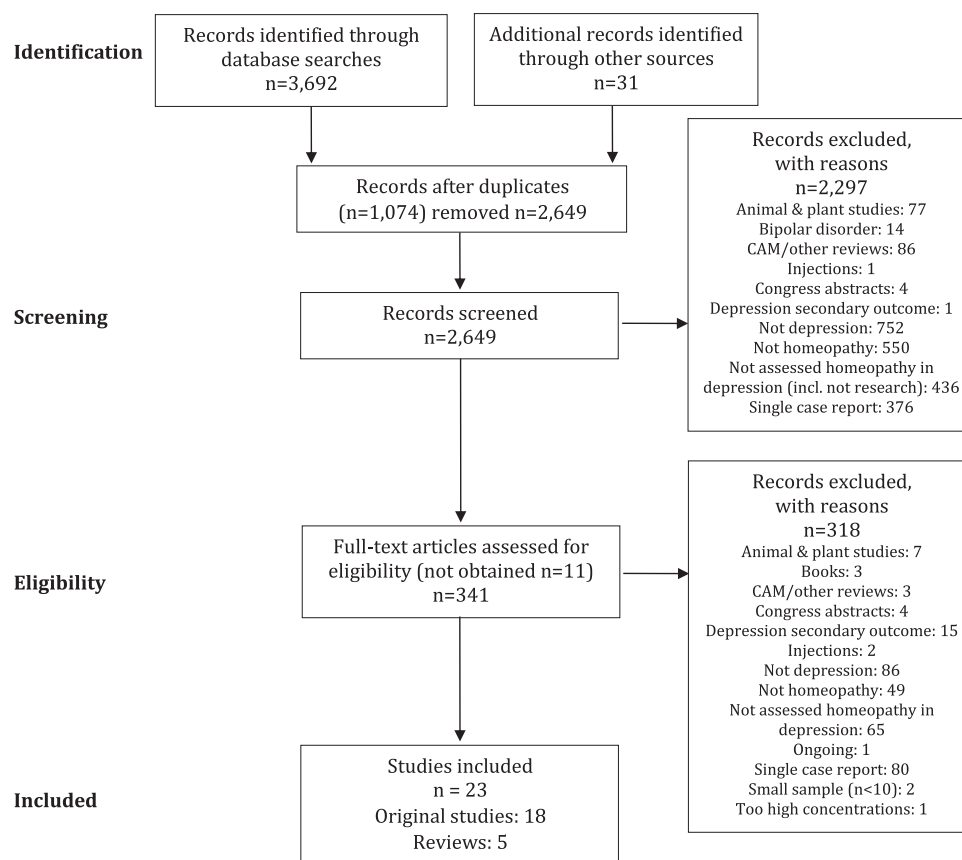 Identification
Records identified through
database searches
n=3,692
Additional records identified
through other sources
n=31
Records after duplicates
(n=1,074) removed n=2,649
Screening
Records screened
n=2,649
Records excluded,
with reasons
n=2,297
Animal & plant studies: 77
Bipolar disorder: 14
CAM/other reviews: 86
Injections: 1
Congress abstracts: 4
Depression secondary outcome: 1
Not depression: 752
Not homeopathy: 550
Not assessed homeopathy in
depression (incl. not research): 436
Single case report: 376
Eligibility
Full-text articles assessed for
eligibility (not obtained n=11)
n=341
Records excluded,
with reasons
n=318
Animal & plant studies: 7
Books: 3
CAM/other reviews: 3
Congress abstracts: 4
Depression secondary outcome: 15
Injections: 2
Not depression: 86
Not homeopathy: 49
Not assessed homeopathy in
depression: 65
Ongoing: 1
Single case report: 80
Small sample (n<10): 2
Too high concentrations: 1
Included
Studies included
n = 23
Original studies: 18
Reviews: 5